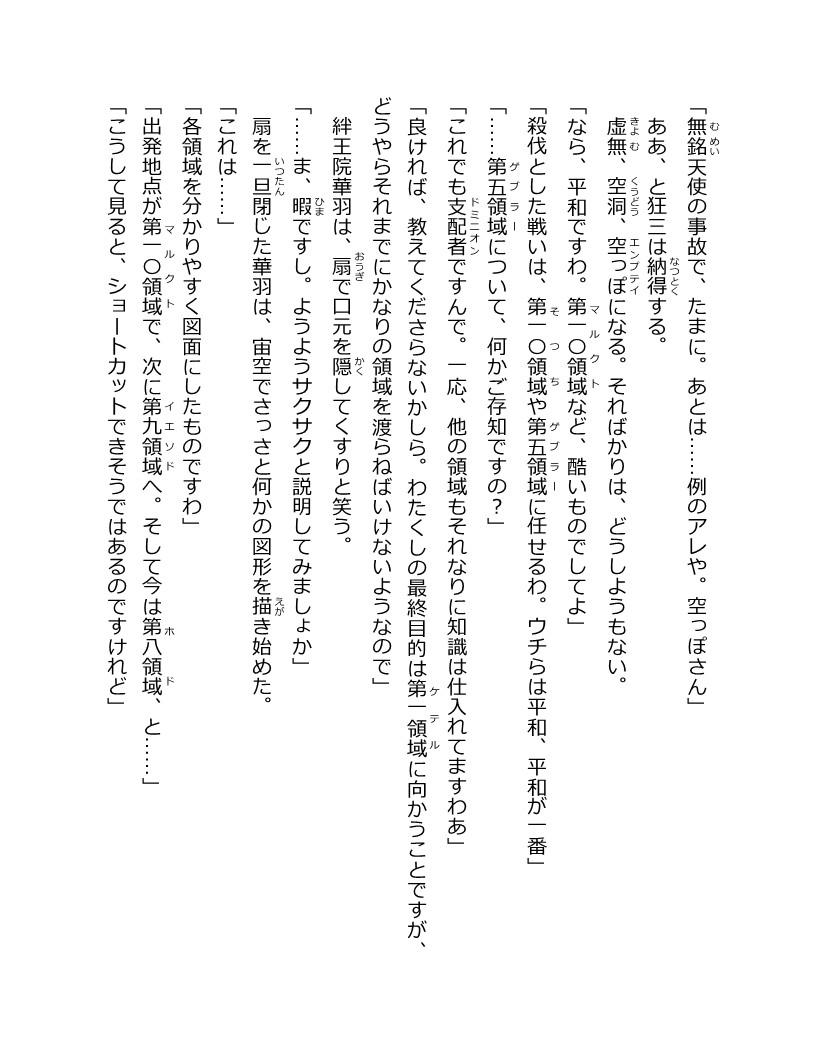 「無銘天使の事故で、たまに。あとは……例のアレや。空っぽさん」
ああ、と狂三は納得する。
虚無、空洞、空っぽになる。そればかりは、どうしようもない。
「なら、平和ですわ。第一〇領域など、酷いものでしてよ」
「殺伐とした戦いは、第一〇領域や第五領域に任せるわ。ウチらは平和、平和が一番」
「……第五領域について、何かご存知ですの？」
「これでも支配者ですんで。一応、他の領域もそれなりに知識は仕入れてますわあ」
「良ければ、教えてくださらないかしら。わたくしの最終目的は第一領域に向かうことですが、
どうやらそれまでにかなりの領域を渡らねばいけないようなので」
絆王院華羽は、扇で口元を隠してくすりと笑う。
「……ま、暇ですし。ようようサクサクと説明してみましょか」
扇を一旦閉じた華羽は、宙空でさっさと何かの図形を描き始めた。
「これは……」
「各領域を分かりやすく図面にしたものですわ」
「出発地点が第一〇領域で、次に第九領域へ。そして今は第八領域、と……」
「こうして見ると、ショートカットできそうではあるのですけれど」